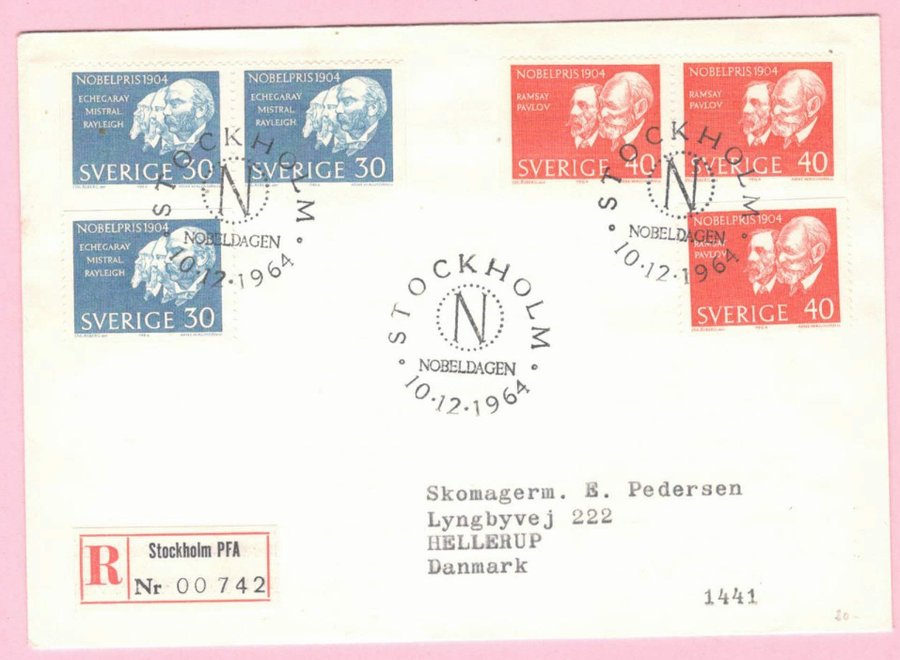 NOBELPRIS 1904
ECHEGARAY
MISTRAL
RAYLEIGH
SVERIGE 30
NOBELPRIS 1904
ECHEGARAY
MISTRAL
RAYLEIGH
SVERIGE 30
NOBELPRIS 1904
RAMSAY
PAVLOV
SVERIGE 40
NOBELPRIS 1904
RAMSAY
PAVLOV
SVERIGE 40
STOCKHOLM
N
NOBELDAGEN
10.12.1964
STOCKHOLM
N
NOBELDAGEN
10.12.1964
NOBELPRIS 1904
ECHEGARAY
MISTRAL
RAYLEIGH
SVERIGE 30
NOBELPRIS 1904
RAMSAY
PAVLOV
SVERIGE 40
STOCKHOLM
N
NOBELDAGEN
10.12.1964
Skomagerm. E. Pedersen
Lyngbyvej 222
HELLERUP
Danmark
1441
R
Stockholm PFA
Nr 00742
20-